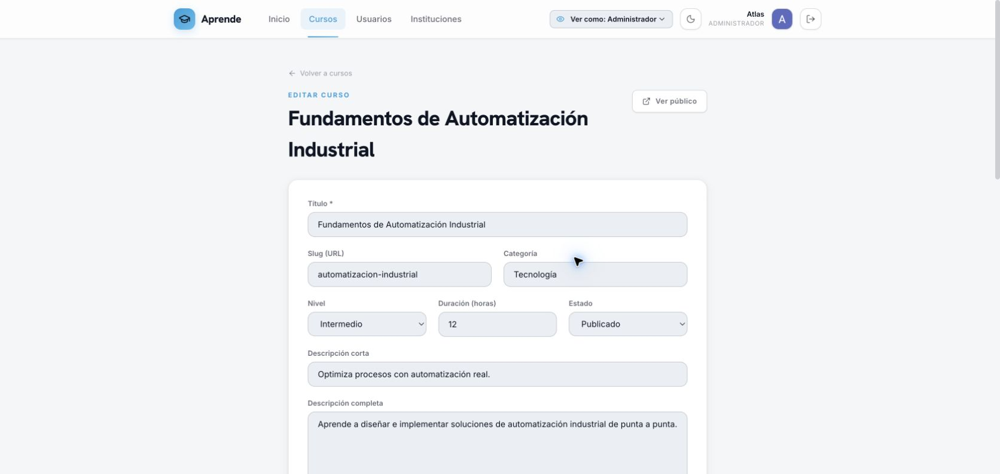 Aprende
Inicio
Cursos
Usuarios
Instituciones
Ver como: Administrador
Atlas
ADMINISTRADOR
A
Volver a cursos
EDITAR CURSO
Ver público
Fundamentos de Automatización
Industrial
Título *
Fundamentos de Automatización Industrial
Slug (URL)
Categoría
automatizacion-industrial
Tecnología
Nivel
Duración (horas)
Estado
Intermedio
12
Publicado
Descripción corta
Optimiza procesos con automatización real.
Descripción completa
Aprende a diseñar e implementar soluciones de automatización industrial de punta a punta.